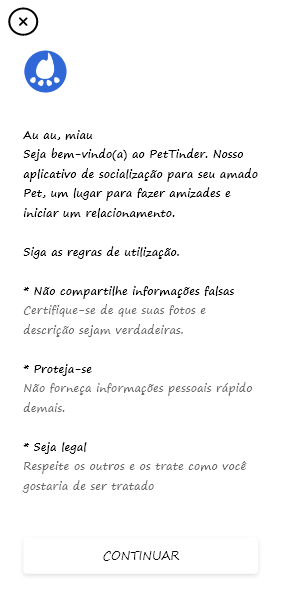 Au au, miau
Seja bem-vindo(a) ao PetTinder. Nosso
aplicativo de socialização para seu amado
Pet, um lugar para fazer amizades e
iniciar um relacionamento.
Siga as regras de utilização.
* Não compartilhe informações falsas
Certifique-se de que suas fotos e
descrição sejam verdadeiras.
* Proteja-se
Não forneça informações pessoais rápido
demais.
* Seja legal
Respeite os outros e os trate como você
gostaria de ser tratado
CONTINUAR